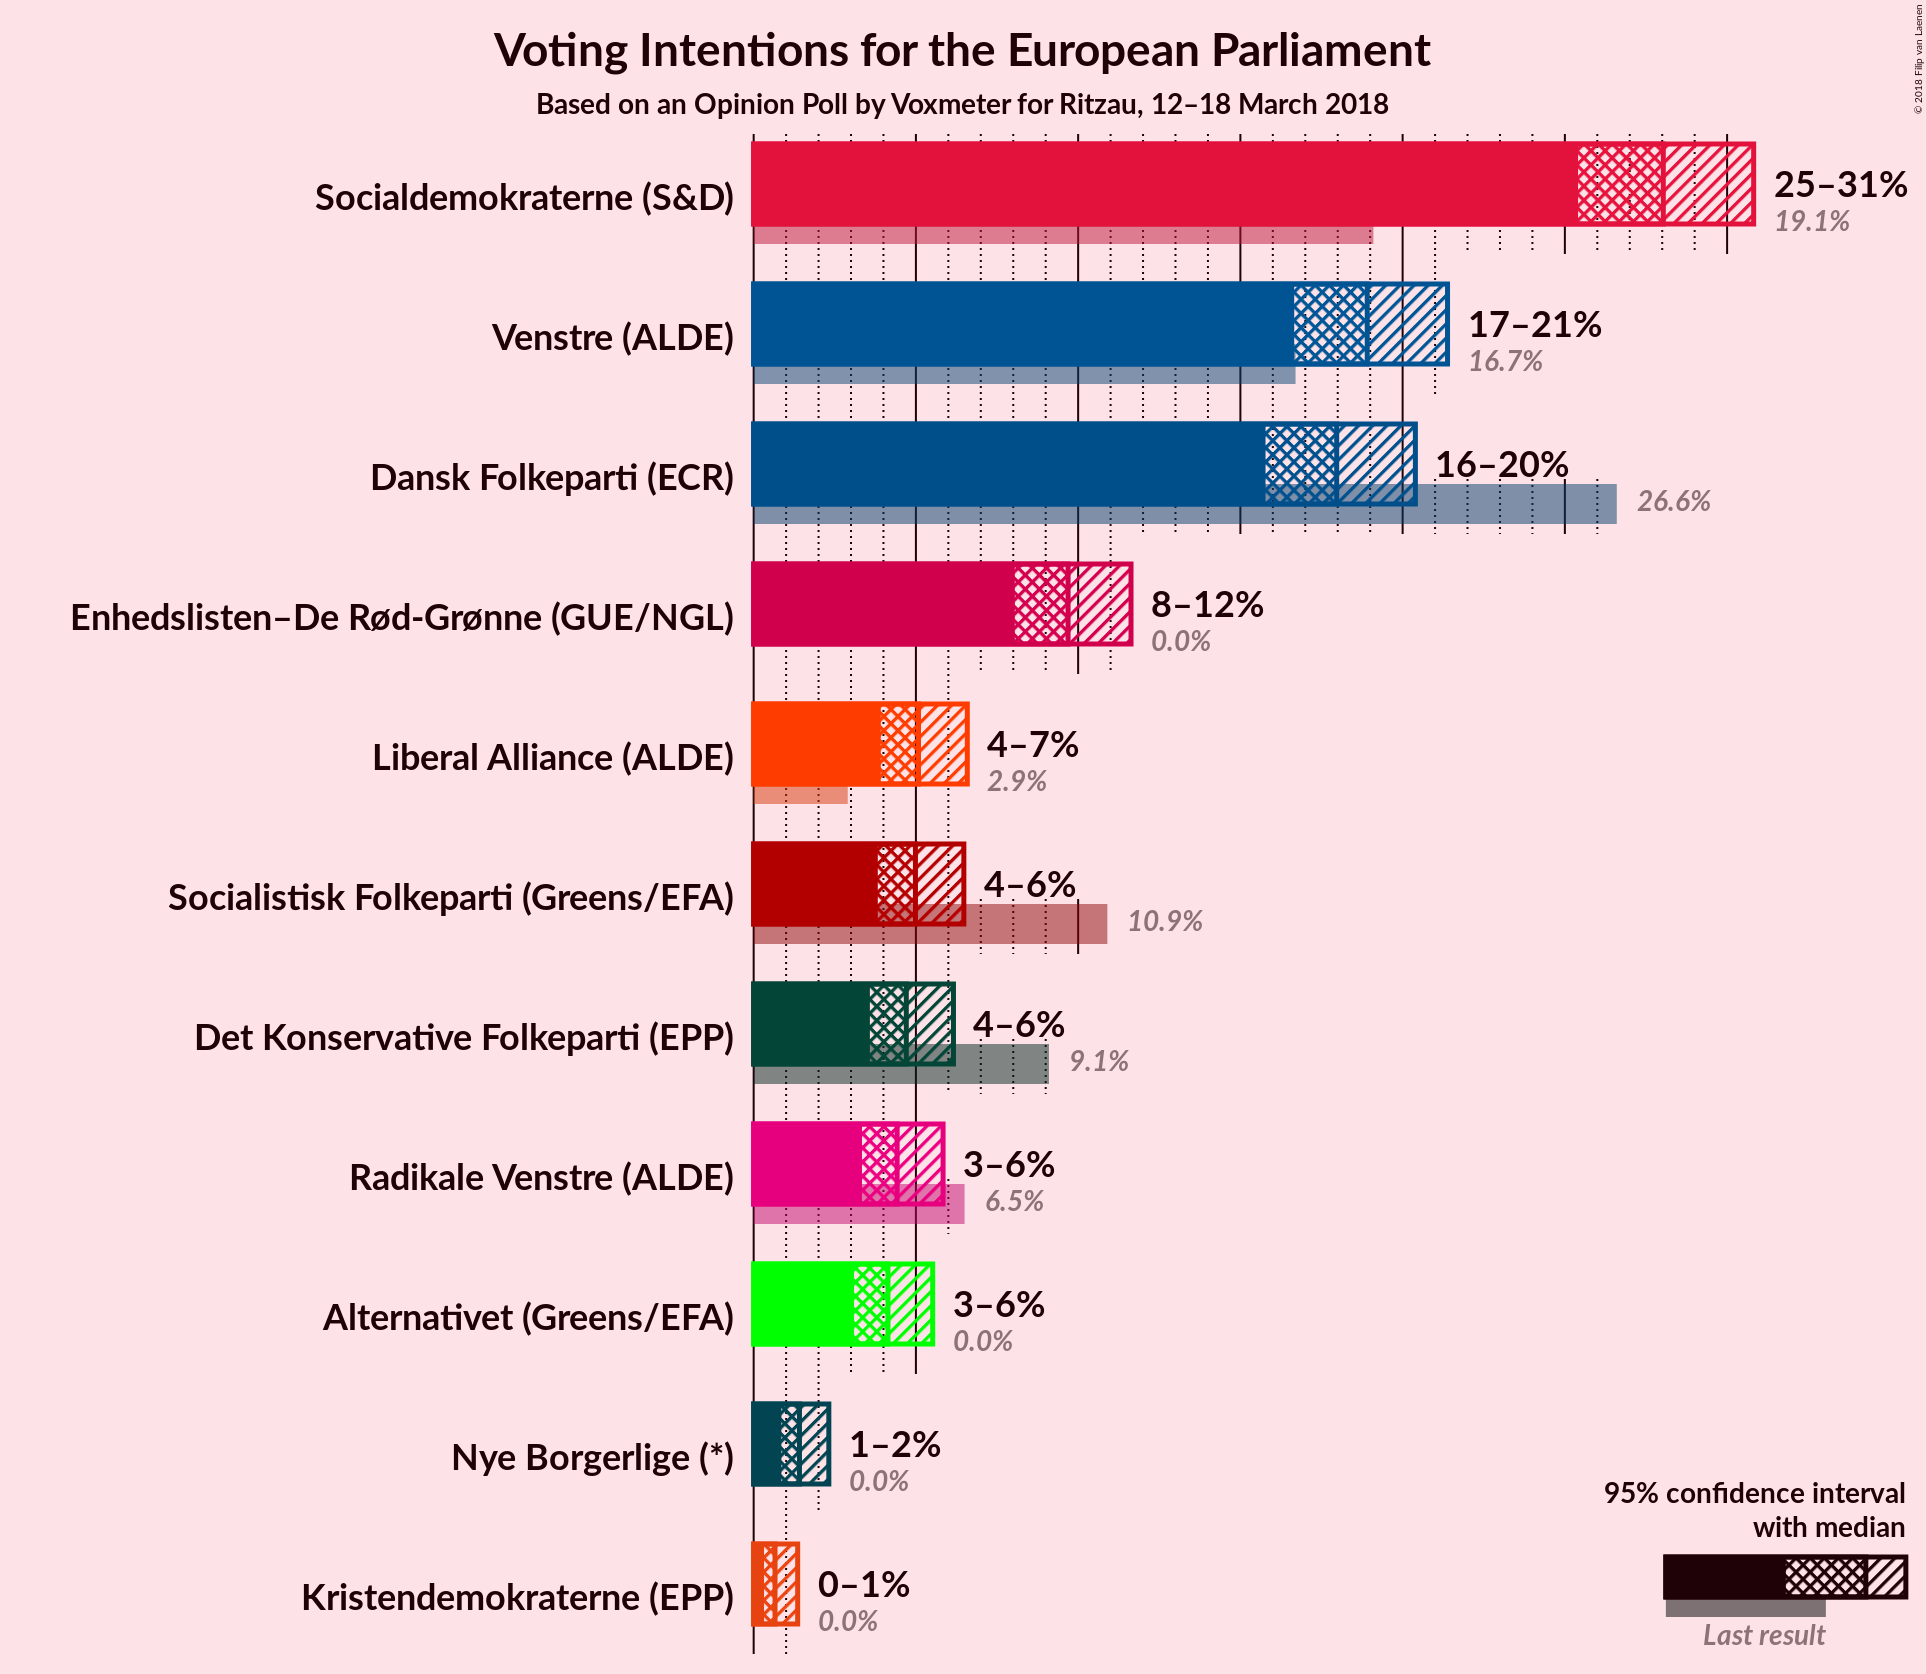 Voting Intentions for the European Parliament
Based on an Opinion Poll by Voxmeter for Ritzau, 12–18 March 2018
© 2018 Filip van Laenen
Socialdemokraterne (S&D)
25–31%
19.1%
Venstre (ALDE)
17–21%
16.7%
Dansk Folkeparti (ECR)
16–20%
26.6%
Enhedslisten–De Rød-Grønne (GUE/NGL)
8–12%
0.0%
Liberal Alliance (ALDE)
4–7%
2.9%
Socialistisk Folkeparti (Greens/EFA)
4–6%
10.9%
Det Konservative Folkeparti (EPP)
4–6%
9.1%
Radikale Venstre (ALDE)
3–6%
6.5%
Alternativet (Greens/EFA)
3–6%
0.0%
Nye Borgerlige (*)
1–2%
0.0%
Kristendemokraterne (EPP)
0–1%
0.0%
95% confidence interval
with median
Last result